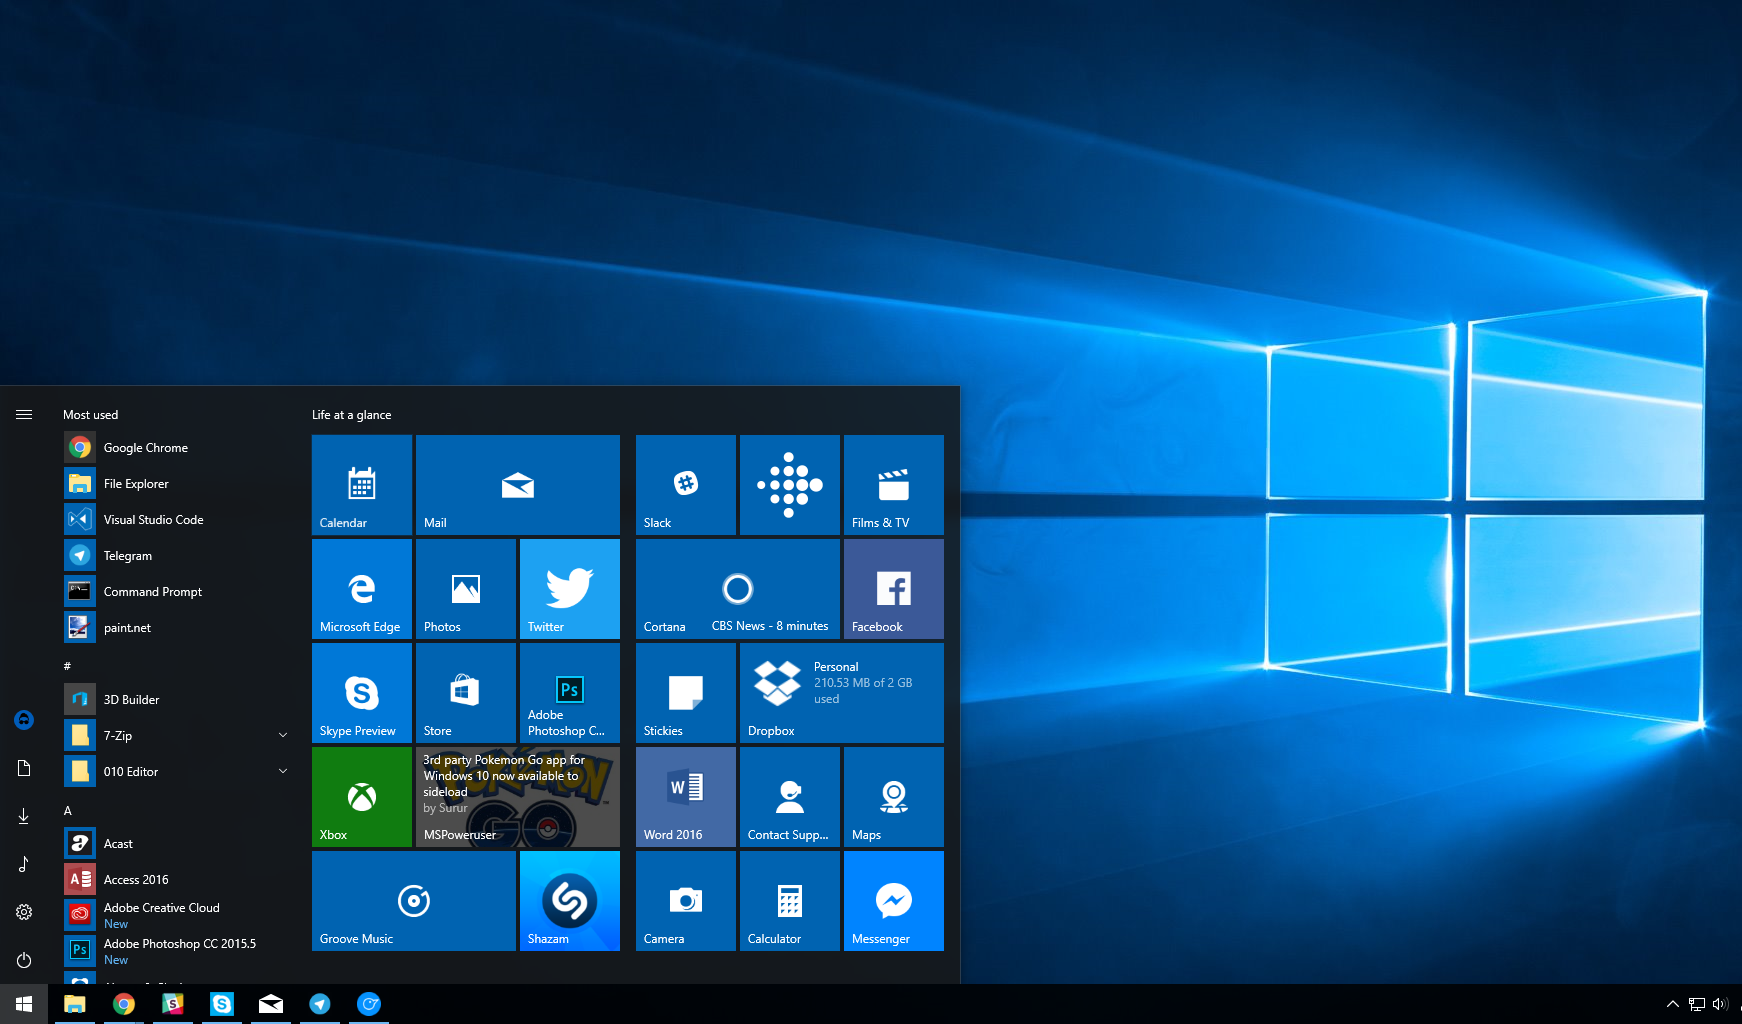 Most used
Google Chrome
File Explorer
Visual Studio Code
Telegram
Command Prompt
paint.net
#
3D Builder
7-Zip
010 Editor
A
Acast
Access 2016
Adobe Creative Cloud
New
Adobe Photoshop CC 2015.5
New
Life at a glance
Calendar
Mail
Slack
Films & TV
Microsoft Edge
Photos
Twitter
Cortana
CBS News - 8 minutes
Facebook
Skype Preview
Store
Ps
Adobe
Photoshop C...
Stickies
Personal
210.53 MB of 2 GB
used
Dropbox
Xbox
3rd party Pokemon Go app for
Windows 10 now available to
sideload
by Surur
POKEMON
GO
MSPoweruser
Word 2016
Contact Supp...
Maps
Groove Music
Shazam
Camera
Calculator
Messenger